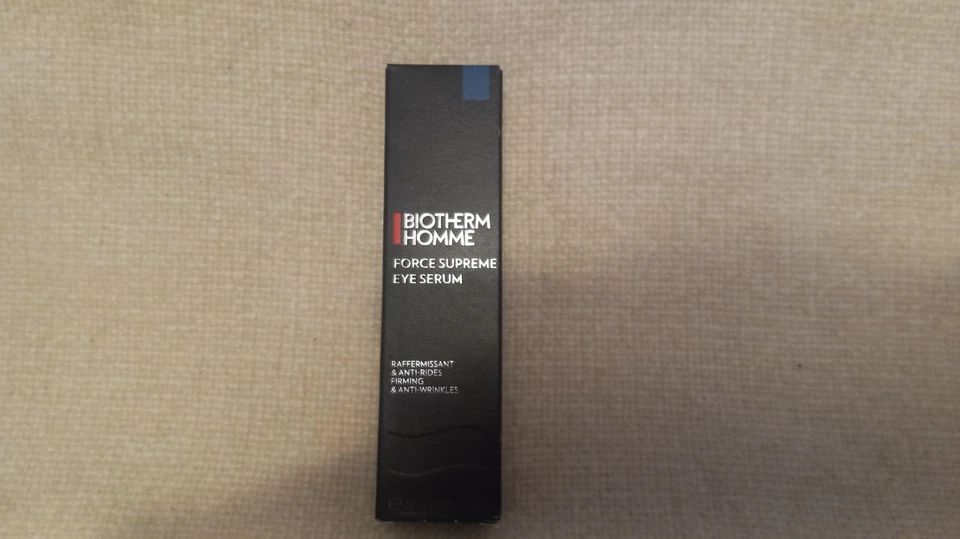 BIOTHERM
HOMME
FORCE SUPREME
EYE SERUM
RAFFERMISSANT
& ANTI-RIDES
FIRMING
& ANTI-WRINKLES